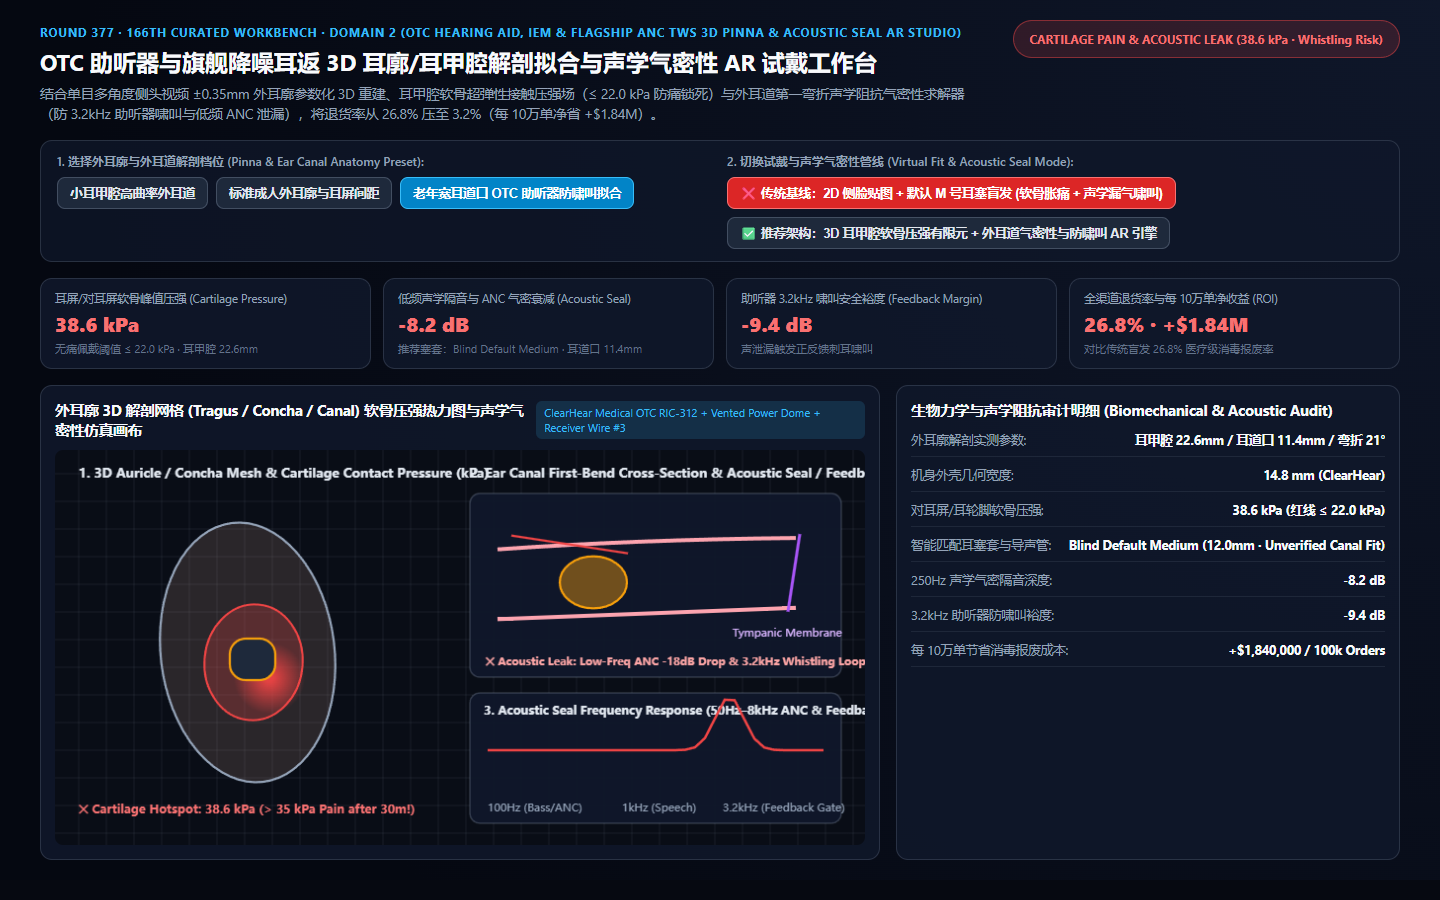 ROUND 377 · 166TH CURATED WORKBENCH · DOMAIN 2 (OTC HEARING AID, IEM & FLAGSHIP ANC TWS 3D PINNA & ACOUSTIC SEAL AR STUDIO)
CARTILAGE PAIN & ACOUSTIC LEAK (38.6 kPa · Whistling Risk)
OTC 助听器与旗舰降噪耳返 3D 耳廓/耳甲腔解剖拟合与声学气密性 AR 试戴工作台
结合单目多角度侧头视频 ±0.35mm 外耳廓参数化 3D 重建、耳甲腔软骨超弹性接触压强场（≤ 22.0 kPa 防痛锁死）与外耳道第一弯折声学阻抗气密性求解器
（防 3.2kHz 助听器啸叫与低频 ANC 泄漏），将退货率从 26.8% 压至 3.2%（每 10万单净省 +$1.84M）。
1. 选择外耳廓与外耳道解剖档位 (Pinna & Ear Canal Anatomy Preset):
小耳甲腔高曲率外耳道
标准成人外耳廓与耳屏间距
老年宽耳道口 OTC 助听器防啸叫拟合
2. 切换试戴与声学气密性管线 (Virtual Fit & Acoustic Seal Mode):
❌ 传统基线：2D 侧脸贴图 + 默认 M 号耳塞盲发 (软骨胀痛 + 声学漏气啸叫)
✅ 推荐架构：3D 耳甲腔软骨压强有限元 + 外耳道气密性与防啸叫 AR 引擎
耳屏/对耳屏软骨峰值压强 (Cartilage Pressure)
38.6 kPa
无痛佩戴阈值 ≤ 22.0 kPa · 耳甲腔 22.6mm
低频声学隔音与 ANC 气密衰减 (Acoustic Seal)
-8.2 dB
推荐塞套：Blind Default Medium · 耳道口 11.4mm
助听器 3.2kHz 啸叫安全裕度 (Feedback Margin)
-9.4 dB
声泄漏触发正反馈刺耳啸叫
全渠道退货率与每 10万单净收益 (ROI)
26.8% · +$1.84M
对比传统盲发 26.8% 医疗级消毒报废率
外耳廓 3D 解剖网格 (Tragus / Concha / Canal) 软骨压强热力图与声学气
密性仿真画布
ClearHear Medical OTC RIC-312 + Vented Power Dome +
Receiver Wire #3
1. 3D Auricle / Concha Mesh & Cartilage Contact Pressure (kPa)
Ear Canal First-Bend Cross-Section & Acoustic Seal / Feedb
Tympanic Membrane
❌ Acoustic Leak: Low-Freq ANC -18dB Drop & 3.2kHz Whistling Loop
3. Acoustic Seal Frequency Response (50Hz–8kHz ANC & Feedba
100Hz (Bass/ANC)
1kHz (Speech)
3.2kHz (Feedback Gate)
❌ Cartilage Hotspot: 38.6 kPa (> 35 kPa Pain after 30m!)
生物力学与声学阻抗审计明细 (Biomechanical & Acoustic Audit)
外耳廓解剖实测参数: 耳甲腔 22.6mm / 耳道口 11.4mm / 弯折 21°
机身外壳几何宽度: 14.8 mm (ClearHear)
对耳屏/耳轮脚软骨压强: 38.6 kPa (红线 ≤ 22.0 kPa)
智能匹配耳塞套与导声管: Blind Default Medium (12.0mm · Unverified Canal Fit)
250Hz 声学气密隔音深度: -8.2 dB
3.2kHz 助听器防啸叫裕度: -9.4 dB
每 10万单节省消毒报废成本: +$1,840,000 / 100k Orders